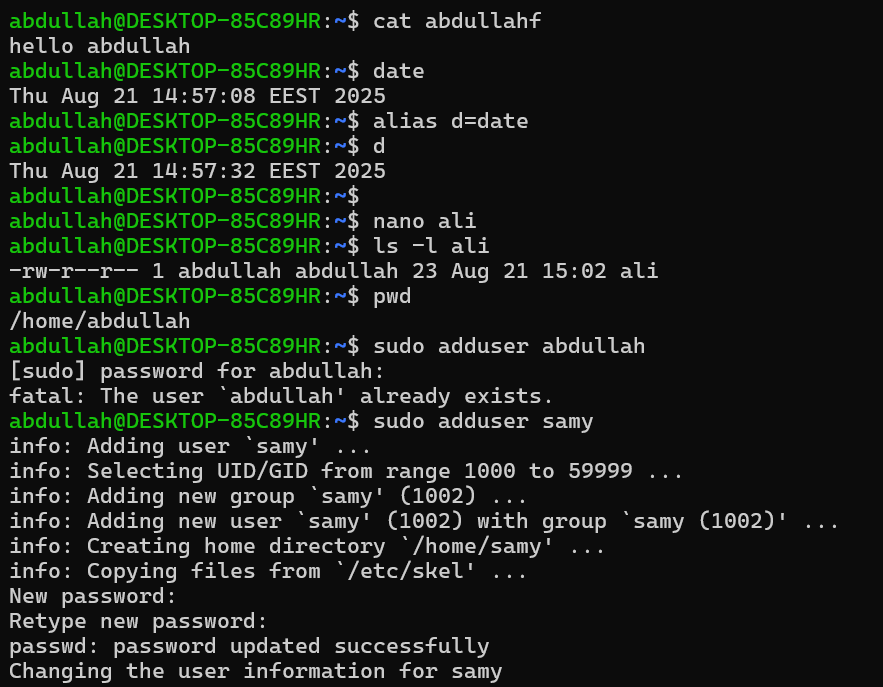 abdullah@DESKTOP-85C89HR:~$ cat abdullahf
hello abdullah
abdullah@DESKTOP-85C89HR:~$ date
Thu Aug 21 14:57:08 EEST 2025
abdullah@DESKTOP-85C89HR:~$ alias d=date
abdullah@DESKTOP-85C89HR:~$ d
Thu Aug 21 14:57:32 EEST 2025
abdullah@DESKTOP-85C89HR:~$
abdullah@DESKTOP-85C89HR:~$ nano ali
abdullah@DESKTOP-85C89HR:~$ ls -l ali
-rw-r--r-- 1 abdullah abdullah 23 Aug 21 15:02 ali
abdullah@DESKTOP-85C89HR:~$ pwd
/home/abdullah
abdullah@DESKTOP-85C89HR:~$ sudo adduser abdullah
[sudo] password for abdullah:
fatal: The user `abdullah' already exists.
abdullah@DESKTOP-85C89HR:~$ sudo adduser samy
info: Adding user `samy' ...
info: Selecting UID/GID from range 1000 to 59999 ...
info: Adding new group `samy' (1002) ...
info: Adding new user `samy' (1002) with group `samy (1002)' ...
info: Creating home directory `/home/samy' ...
info: Copying files from `/etc/skel' ...
New password:
Retype new password:
passwd: password updated successfully
Changing the user information for samy